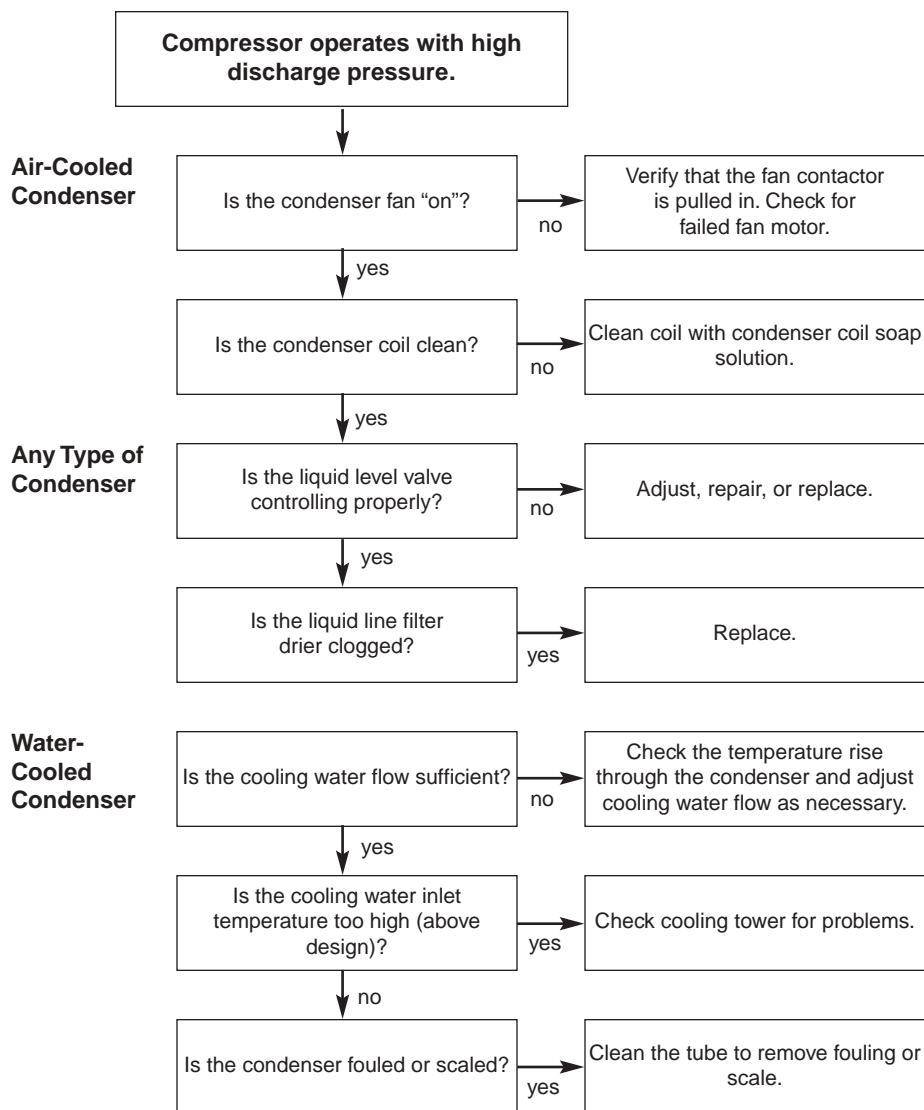 Compressor operates with high
discharge pressure.
Air-Cooled
Condenser
Is the condenser fan “on”?
no
Verify that the fan contactor
is pulled in. Check for
failed fan motor.
yes
Is the condenser coil clean?
no
Clean coil with condenser coil soap
solution.
yes
Any Type of
Condenser
Is the liquid level valve
controlling properly?
no
Adjust, repair, or replace.
yes
Is the liquid line filter
drier clogged?
yes
Replace.
Water-
Cooled
Condenser
Is the cooling water flow sufficient?
no
Check the temperature rise
through the condenser and adjust
cooling water flow as necessary.
yes
Is the cooling water inlet
temperature too high (above
design)?
yes
Check cooling tower for problems.
no
Is the condenser fouled or scaled?
yes
Clean the tube to remove fouling or
scale.